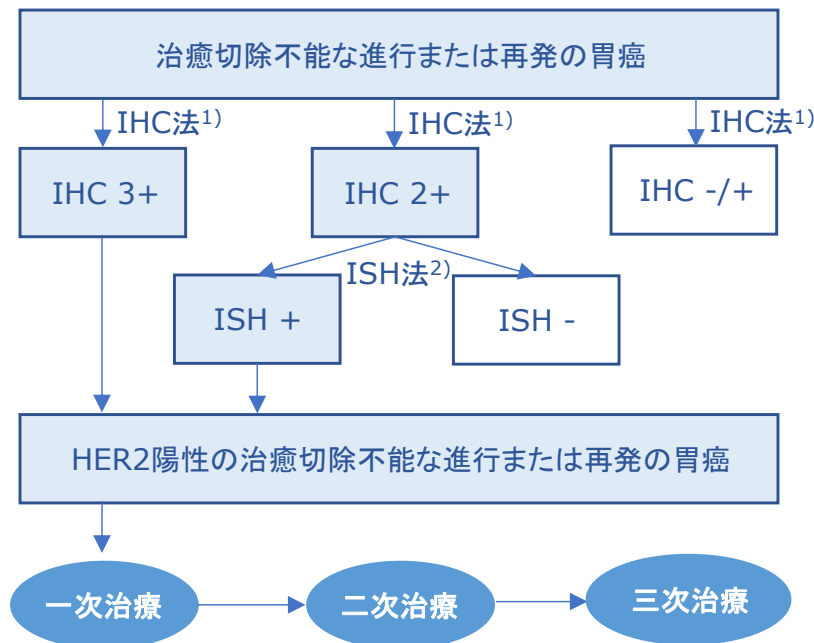 治癒切除不能な進行または再発の胃癌
IHC法1)
IHC法1)
IHC法1)
IHC 3+
IHC 2+
IHC -/+
ISH法2)
ISH +
ISH -
HER2陽性の治癒切除不能な進行または再発の胃癌
一次治療
二次治療
三次治療